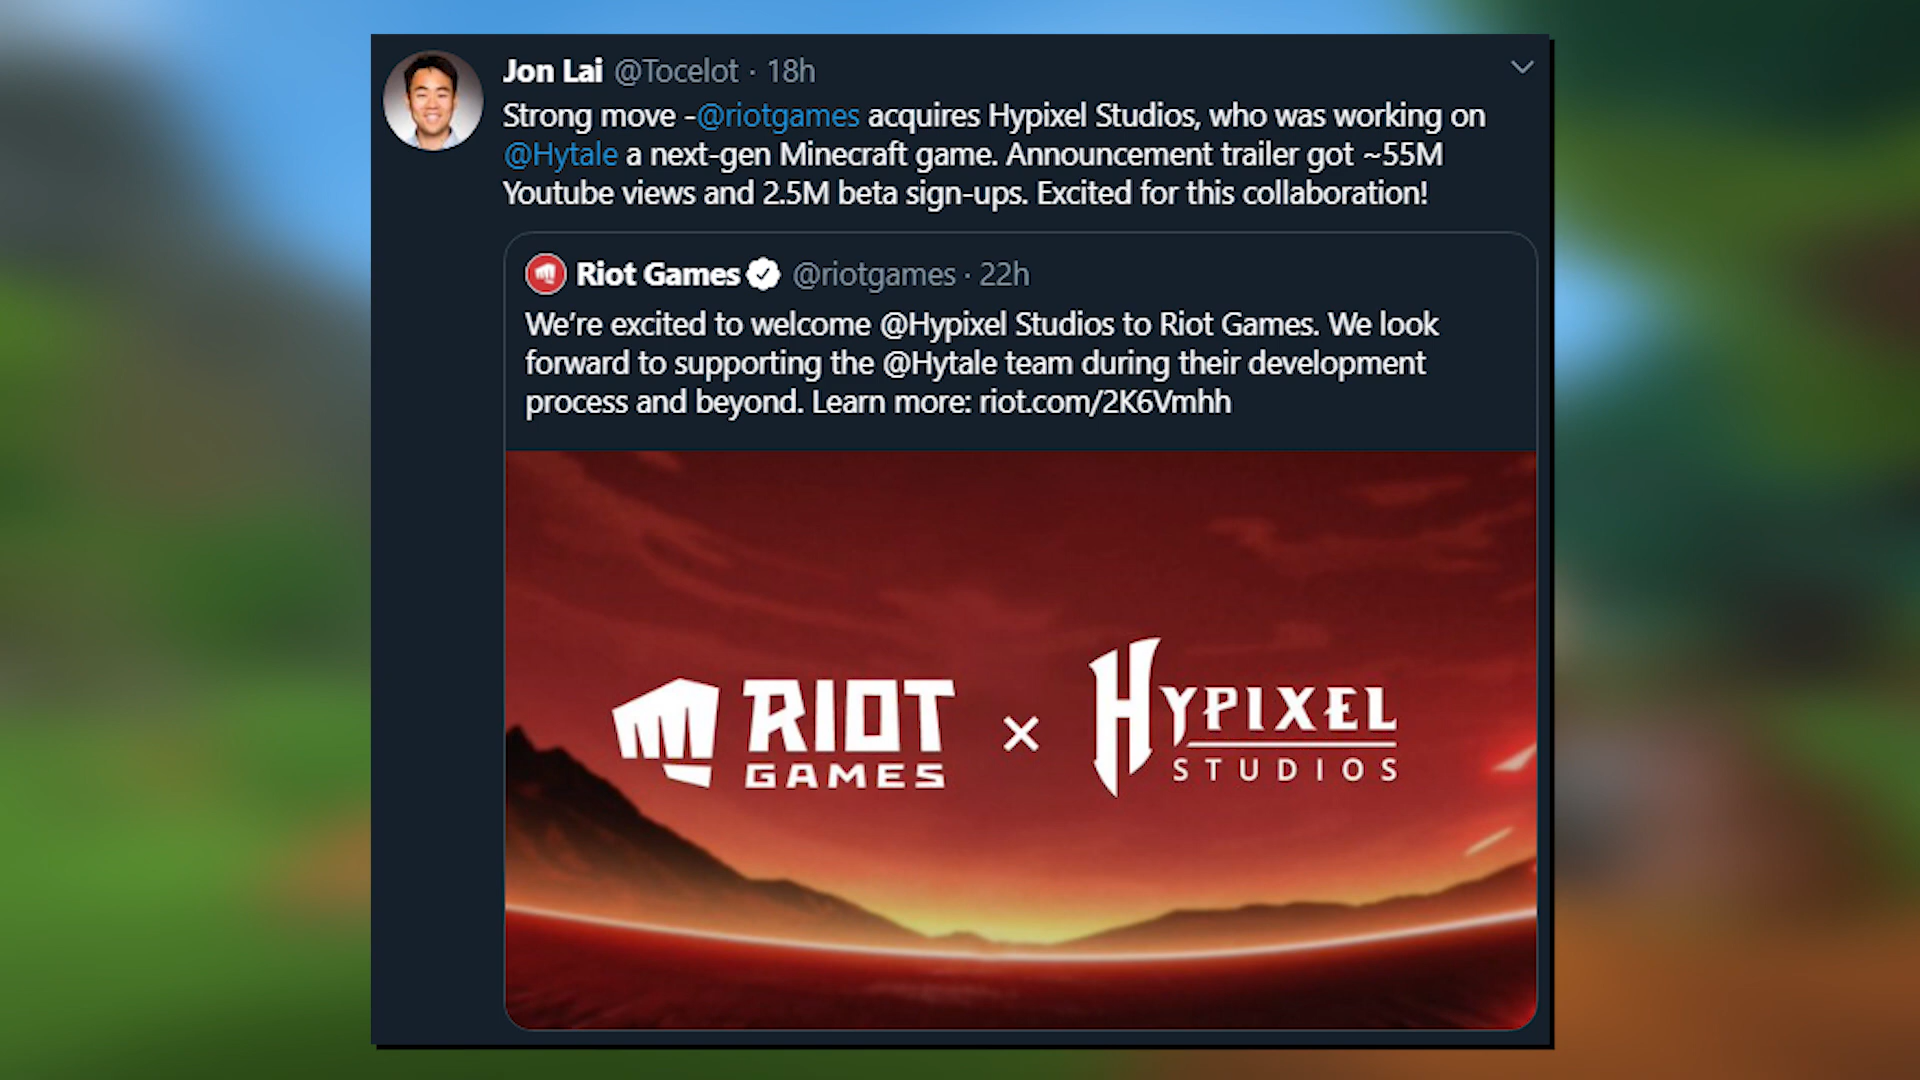 Jon Lai @Tocelot · 18h
Strong move -@riotgames acquires Hypixel Studios, who was working on
@Hytale a next-gen Minecraft game. Announcement trailer got ~55M
Youtube views and 2.5M beta sign-ups. Excited for this collaboration!
Riot Games @riotgames · 22h
We’re excited to welcome @Hypixel Studios to Riot Games. We look
forward to supporting the @Hytale team during their development
process and beyond. Learn more: riot.com/2K6Vmhh
RIOT GAMES × HYPIXEL STUDIOS